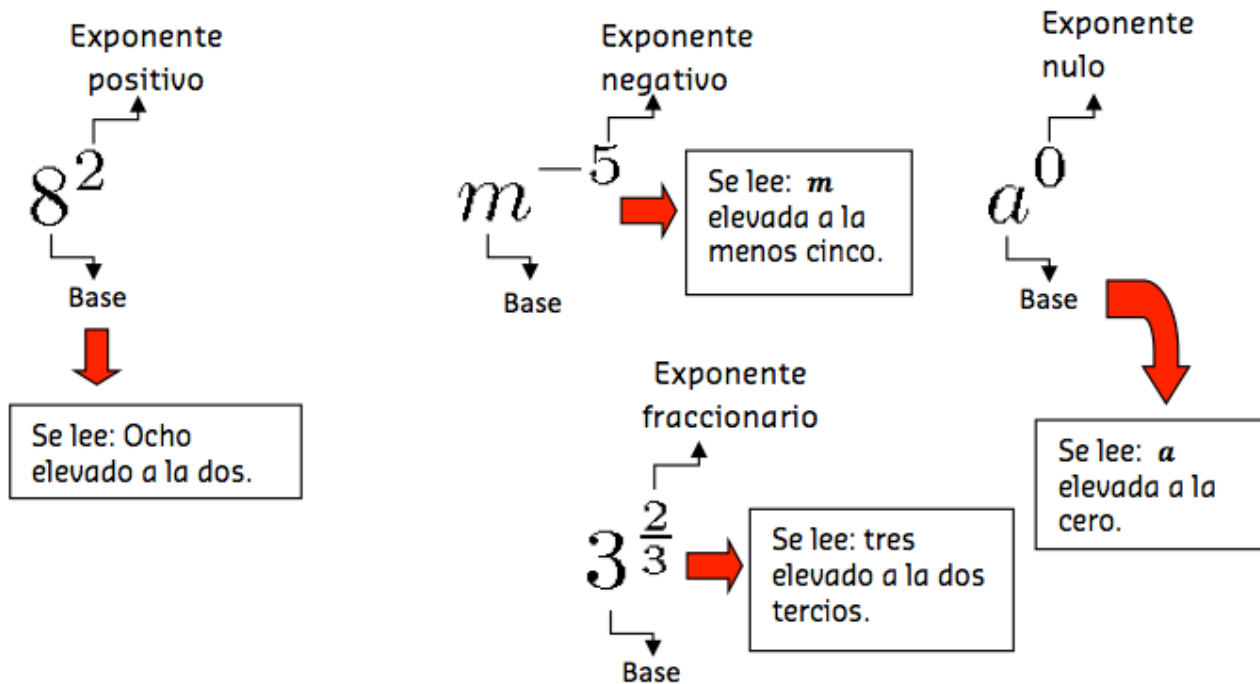 Exponente
positivo
8²
Base
Se lee: Ocho
elevado a la dos.
Exponente
negativo
m⁻⁵
Base
Se lee: m
elevada a la
menos cinco.
Exponente
nulo
a⁰
Base
Se lee: a
elevada a la
cero.
Exponente
fraccionario
3^(2/3)
Base
Se lee: tres
elevado a la dos
tercios.